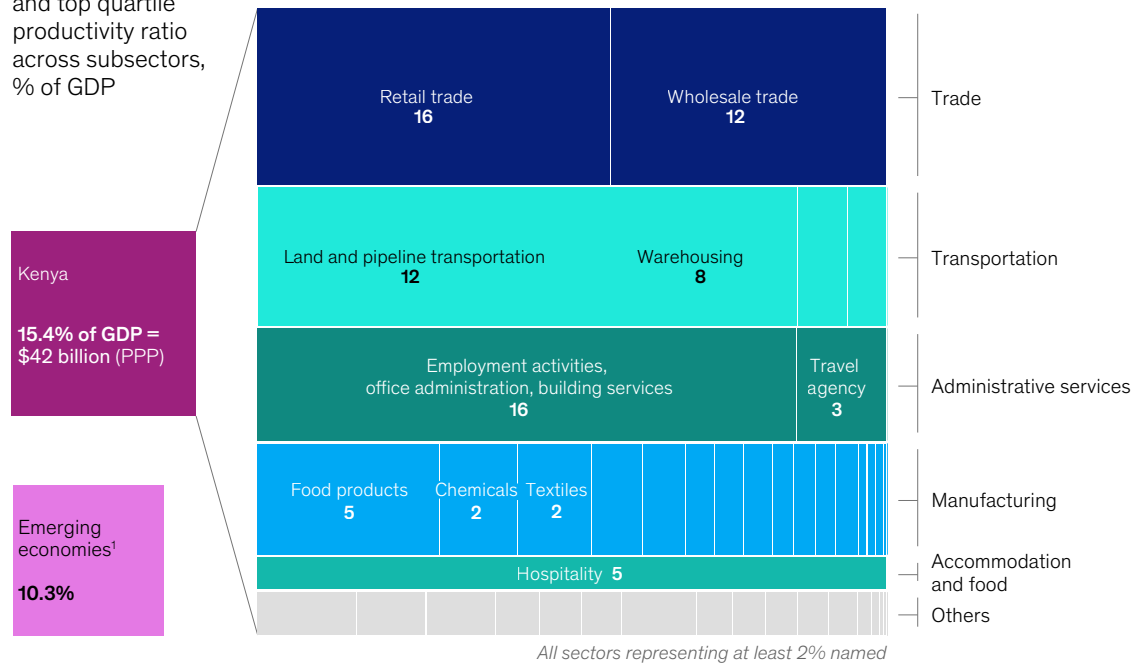 and top quartile
productivity ratio
across subsectors,
% of GDP
Kenya
15.4% of GDP =
$42 billion (PPP)
Emerging
economies¹
10.3%
Retail trade
16
Wholesale trade
12
Trade
Land and pipeline transportation
12
Warehousing
8
Transportation
Employment activities,
office administration, building services
16
Travel
agency
3
Administrative services
Food products
5
Chemicals
2
Textiles
2
Manufacturing
Hospitality 5
Accommodation
and food
Others
All sectors representing at least 2% named